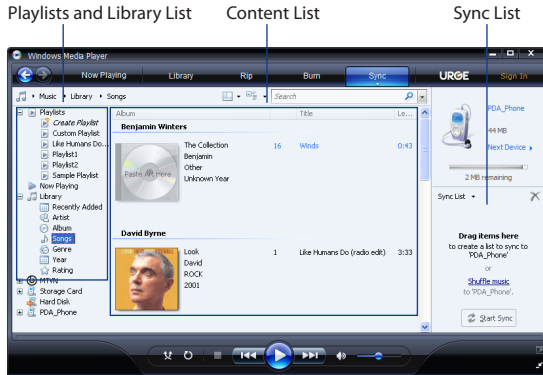 Playlists and Library List
Content List
Sync List
Windows Media Player
Now Playing
Library
Rip
Burn
Sync
URGE
Sign In
Music
Library
Songs
Search
Playlists
Create Playlist
Custom Playlist
Like Humans Do...
Playlist1
Playlist2
Sample Playlist
Now Playing
Library
Recently Added
Artist
Album
Songs
Genre
Year
Rating
MTVN
Storage Card
Hard Disk
PDA_Phone
Album
Title
Le...
Benjamin Winters
Paste Art Here
The Collection
Benjamin
Other
Unknown Year
16 Winds 0:43
David Byrne
Look
David
ROCK
2001
1 Like Humans Do (radio edit) 3:33
PDA_Phone
44 MB
Next Device
2 MB remaining
Sync List
Drag items here
to create a list to sync to
'PDA_Phone'
or
Shuffle music
to 'PDA_Phone'.
Start Sync